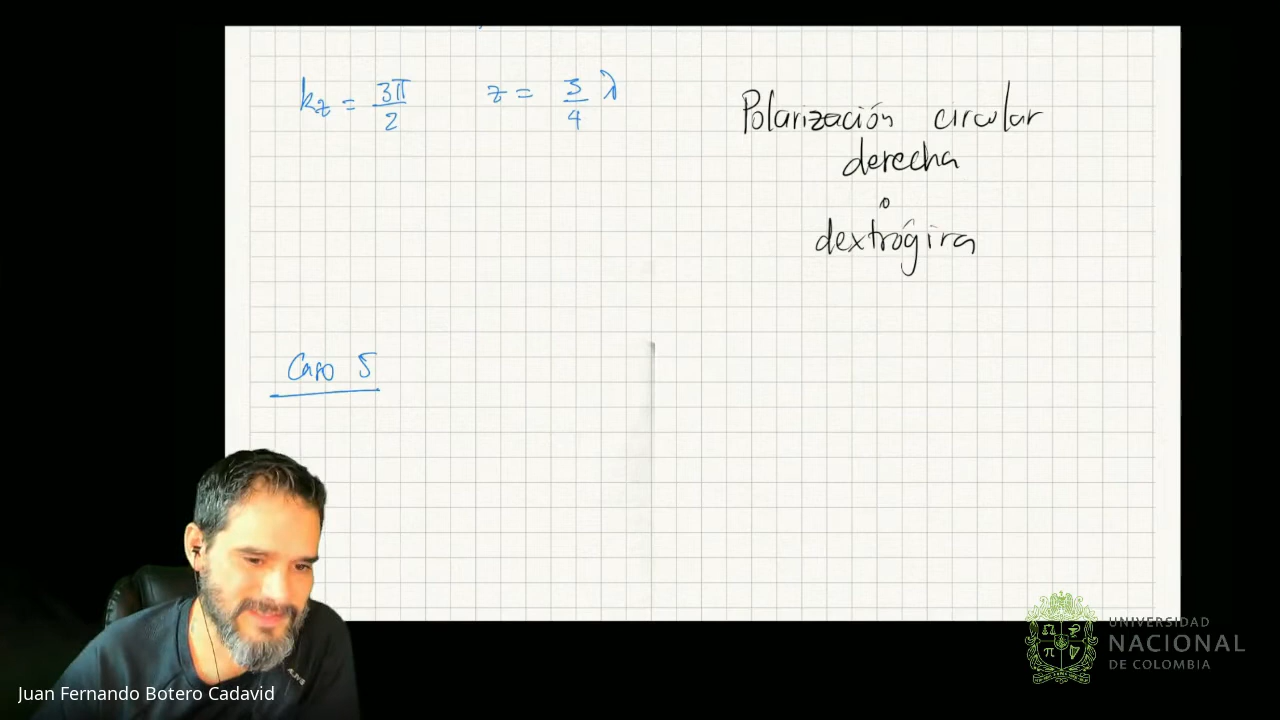 kz = 3π/2   z = 3/4 λ
Polarización circular
derecha
o
dextrógira
Caso 5
Juan Fernando Botero Cadavid
UNIVERSIDAD
NACIONAL
DE COLOMBIA